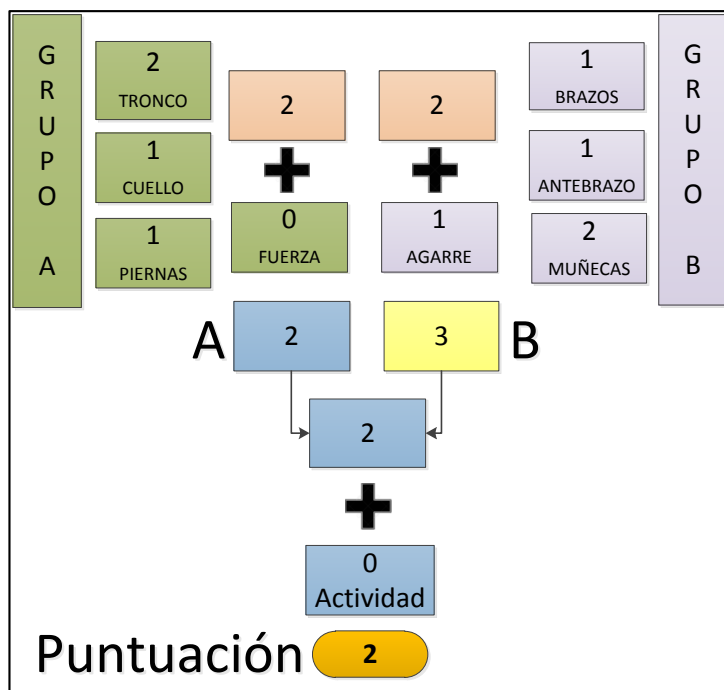 GRUPO A
2
TRONCO
1
CUELLO
1
PIERNAS
2
+
0
FUERZA
2
+
1
AGARRE
1
BRAZOS
1
ANTEBRAZO
2
MUÑECAS
GRUPO B
A
2
3
B
2
+
0
Actividad
Puntuación 2